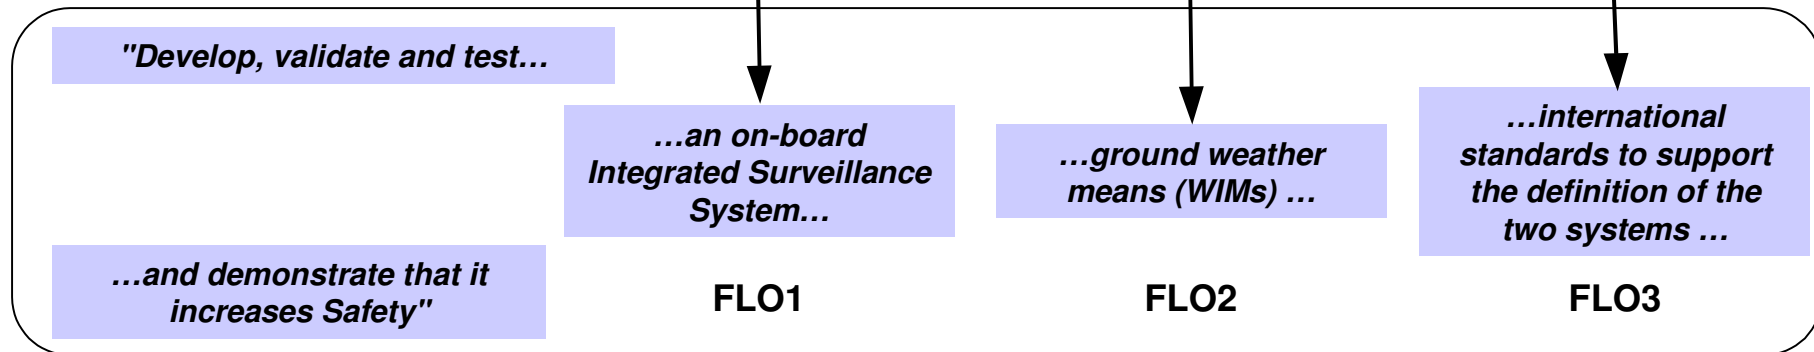 "Develop, validate and test…
…an on-board
Integrated Surveillance
System…
…ground weather
means (WIMs) …
…international
standards to support
the definition of the
two systems …
…and demonstrate that it
increases Safety"
FLO1
FLO2
FLO3